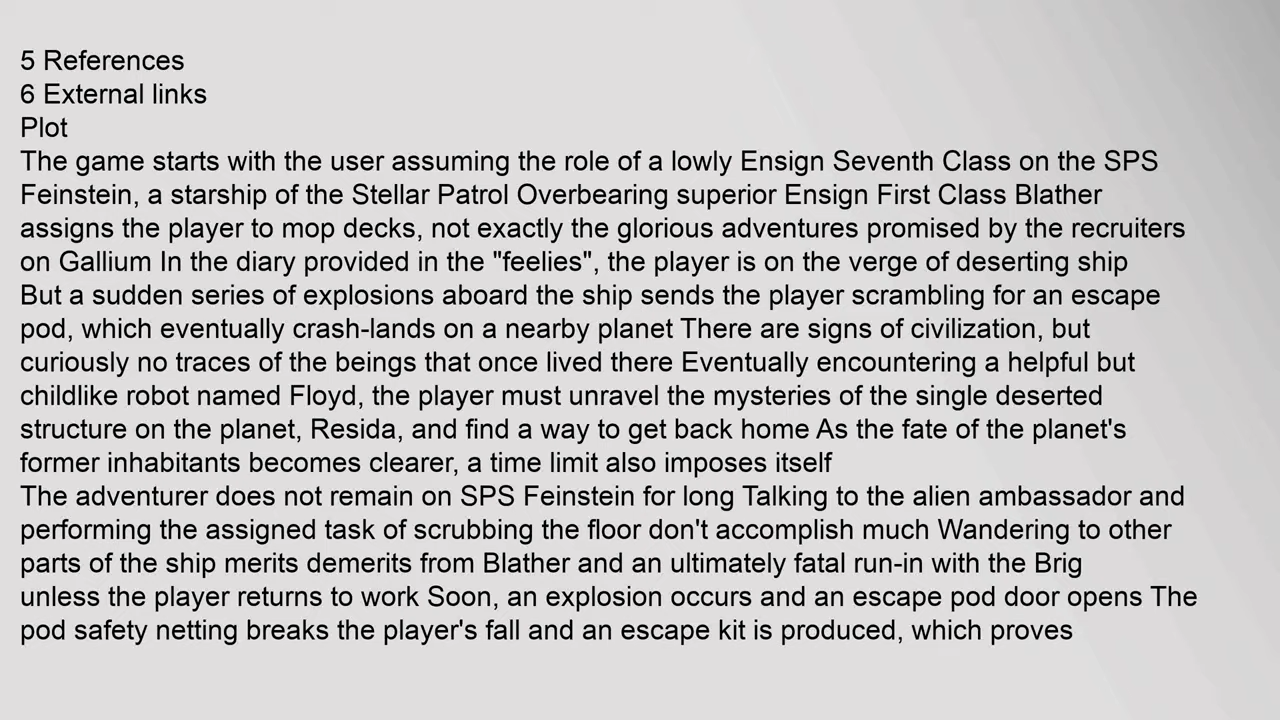 5 References
6 External links
Plot
The game starts with the user assuming the role of a lowly Ensign Seventh Class on the SPS
Feinstein, a starship of the Stellar Patrol Overbearing superior Ensign First Class Blather
assigns the player to mop decks, not exactly the glorious adventures promised by the recruiters
on Gallium In the diary provided in the "feelies", the player is on the verge of deserting ship
But a sudden series of explosions aboard the ship sends the player scrambling for an escape
pod, which eventually crash-lands on a nearby planet There are signs of civilization, but
curiously no traces of the beings that once lived there Eventually encountering a helpful but
childlike robot named Floyd, the player must unravel the mysteries of the single deserted
structure on the planet, Resida, and find a way to get back home As the fate of the planet's
former inhabitants becomes clearer, a time limit also imposes itself
The adventurer does not remain on SPS Feinstein for long Talking to the alien ambassador and
performing the assigned task of scrubbing the floor don't accomplish much Wandering to other
parts of the ship merits demerits from Blather and an ultimately fatal run-in with the Brig
unless the player returns to work Soon, an explosion occurs and an escape pod door opens The
pod safety netting breaks the player's fall and an escape kit is produced, which proves